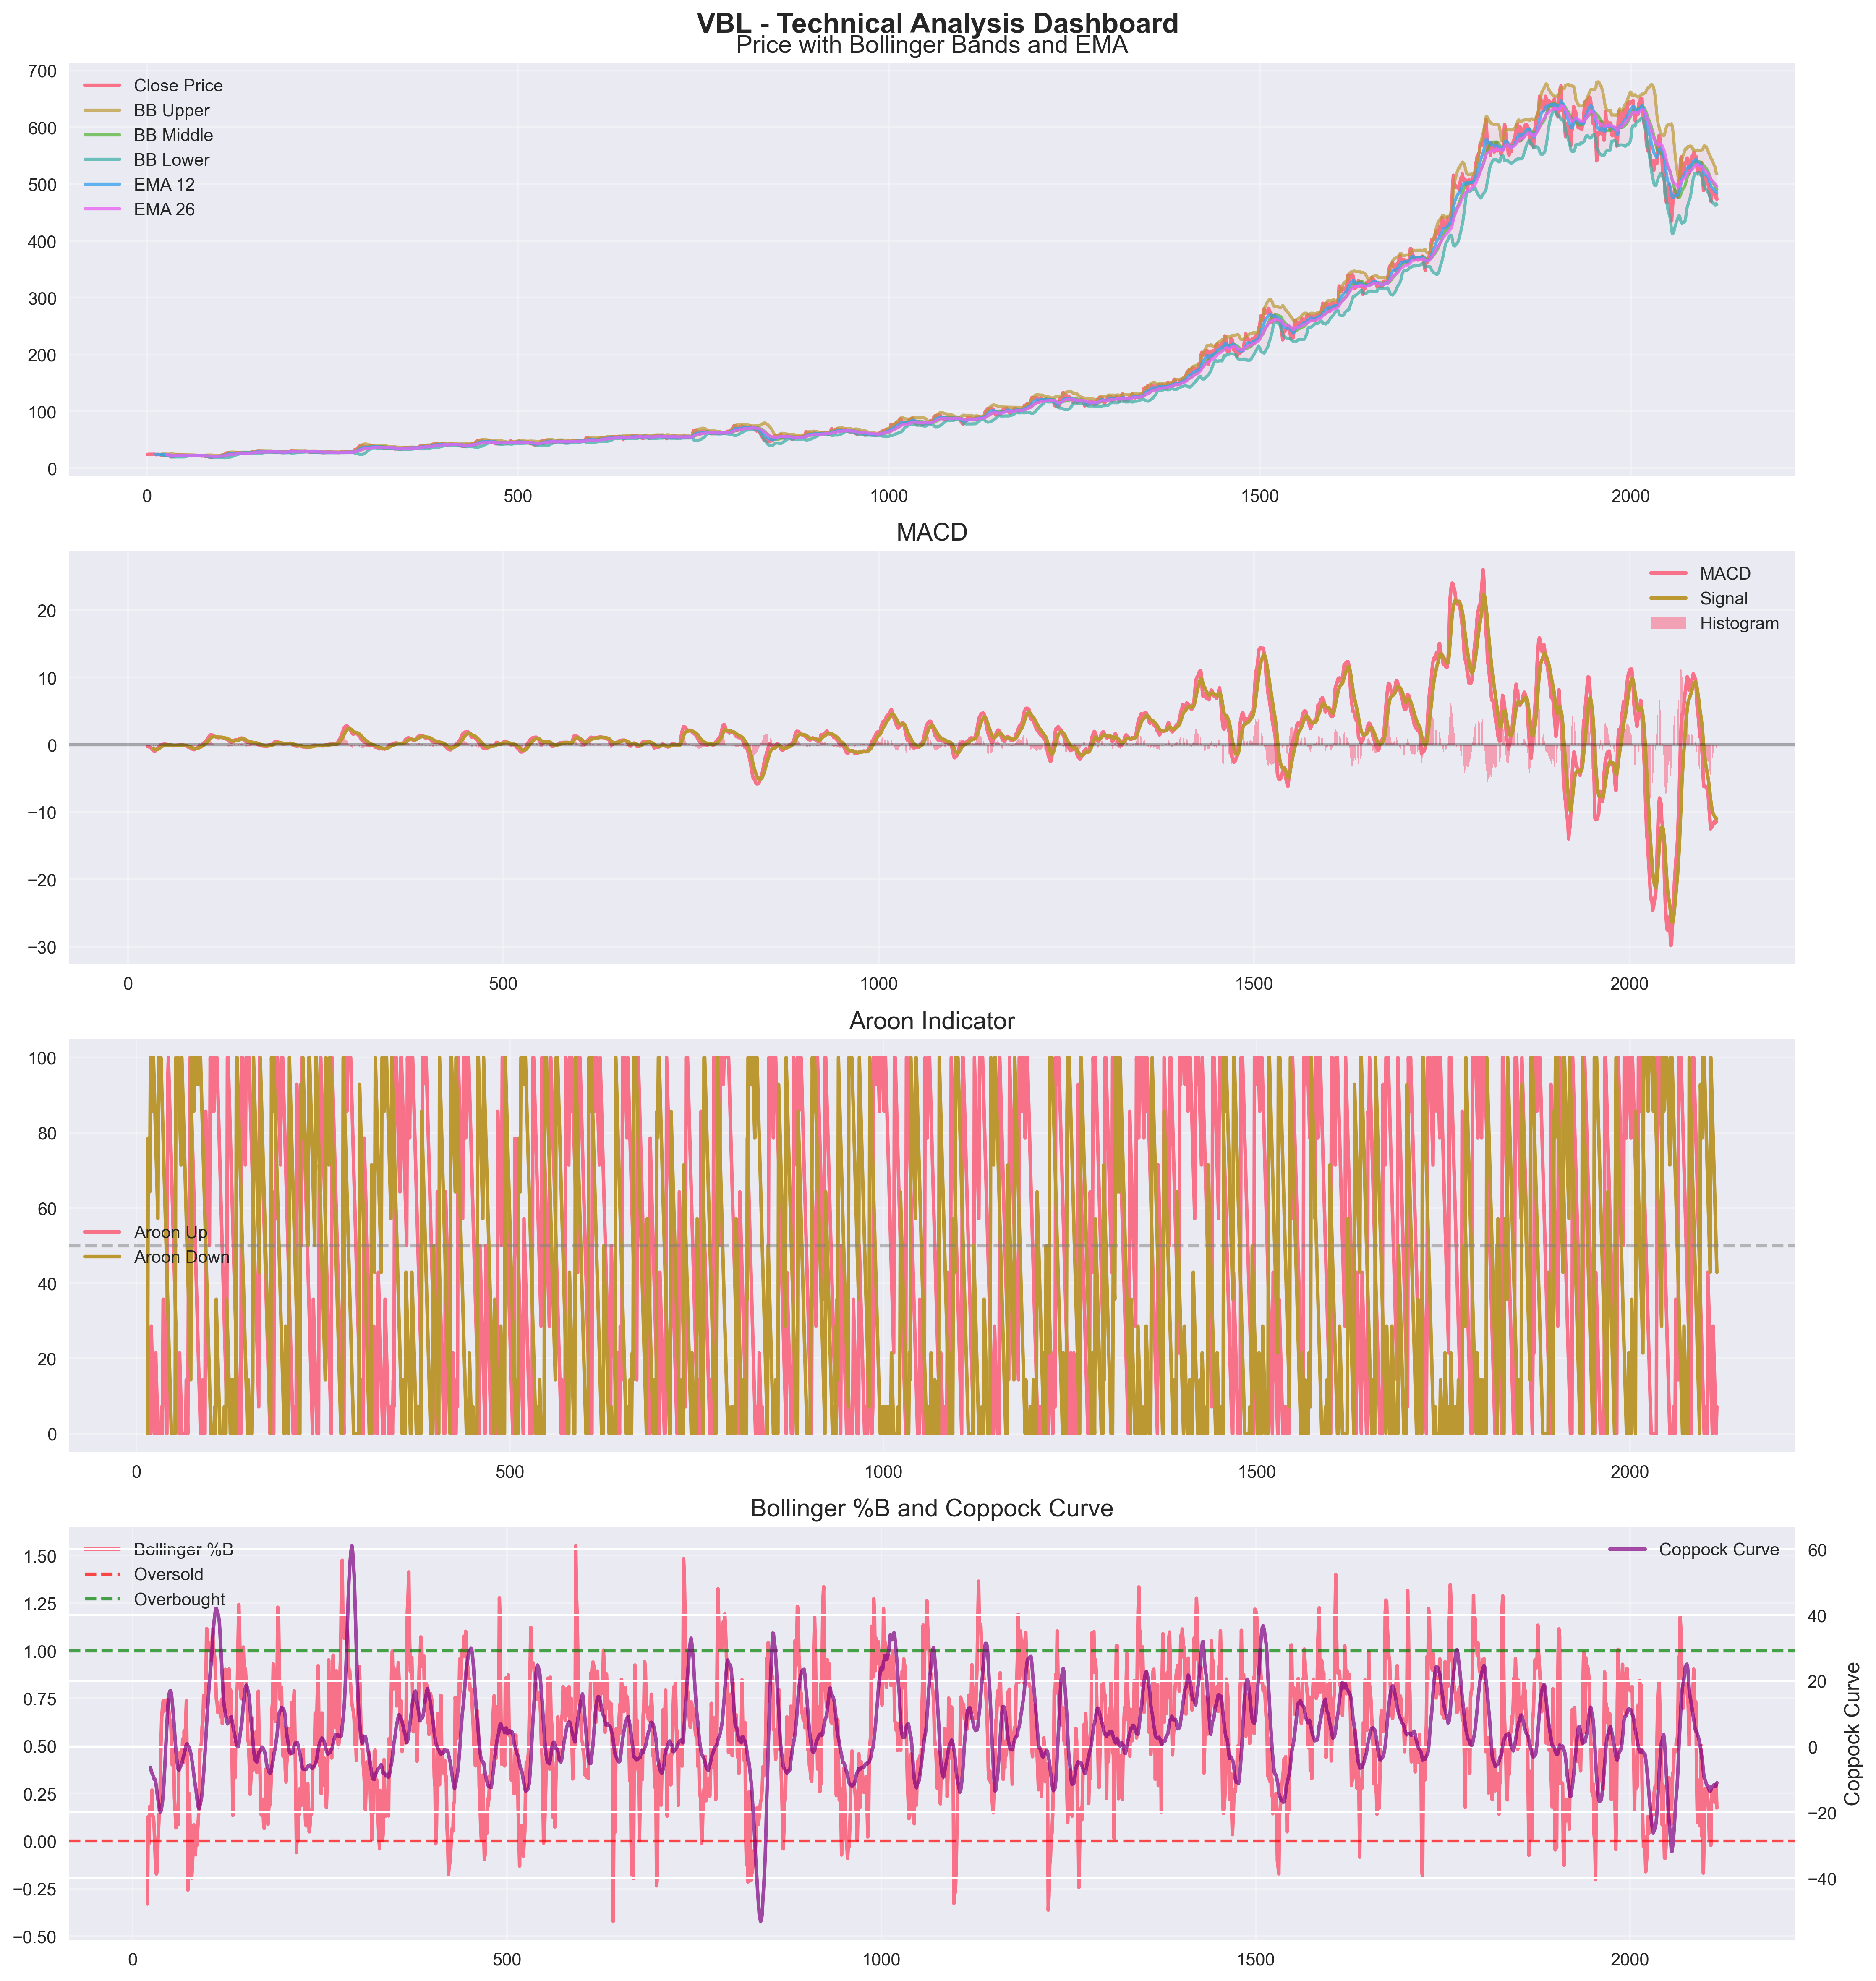 VBL - Technical Analysis Dashboard
Price with Bollinger Bands and EMA
700
600
500
400
300
200
100
0
Close Price
BB Upper
BB Middle
BB Lower
EMA 12
EMA 26
0 500 1000 1500 2000
MACD
20
10
0
−10
−20
−30
MACD
Signal
Histogram
0 500 1000 1500 2000
Aroon Indicator
100
80
60
40
20
0
Aroon Up
Aroon Down
0 500 1000 1500 2000
Bollinger %B and Coppock Curve
1.50
1.25
1.00
0.75
0.50
0.25
0.00
−0.25
−0.50
Bollinger %B
Oversold
Overbought
Coppock Curve
60
40
20
0
−20
−40
Coppock Curve
0 500 1000 1500 2000